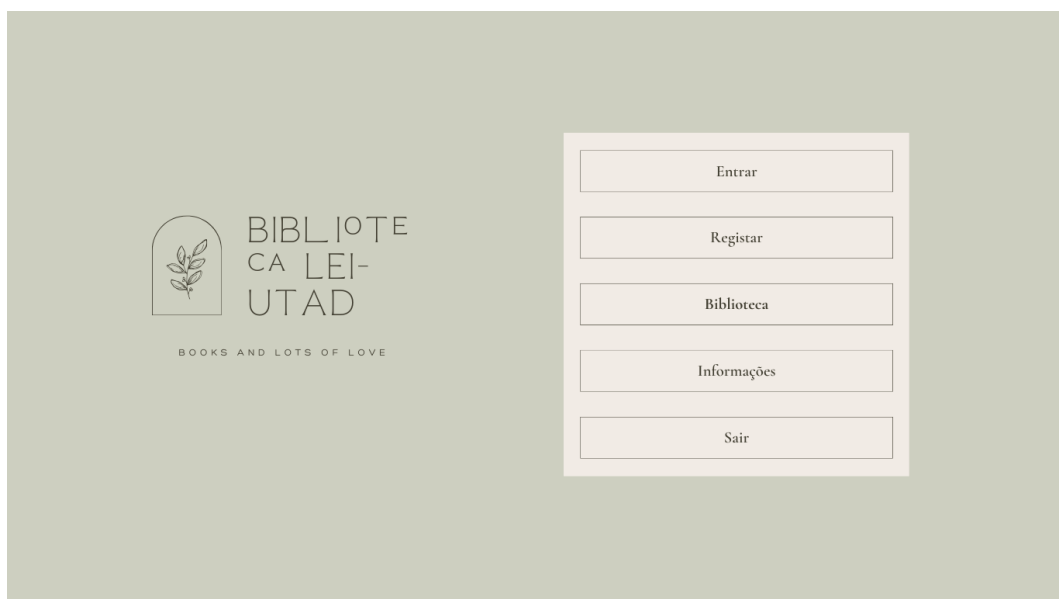 BIBLIOTE
CA LEI-
UTAD
BOOKS AND LOTS OF LOVE
Entrar
Registar
Biblioteca
Informações
Sair